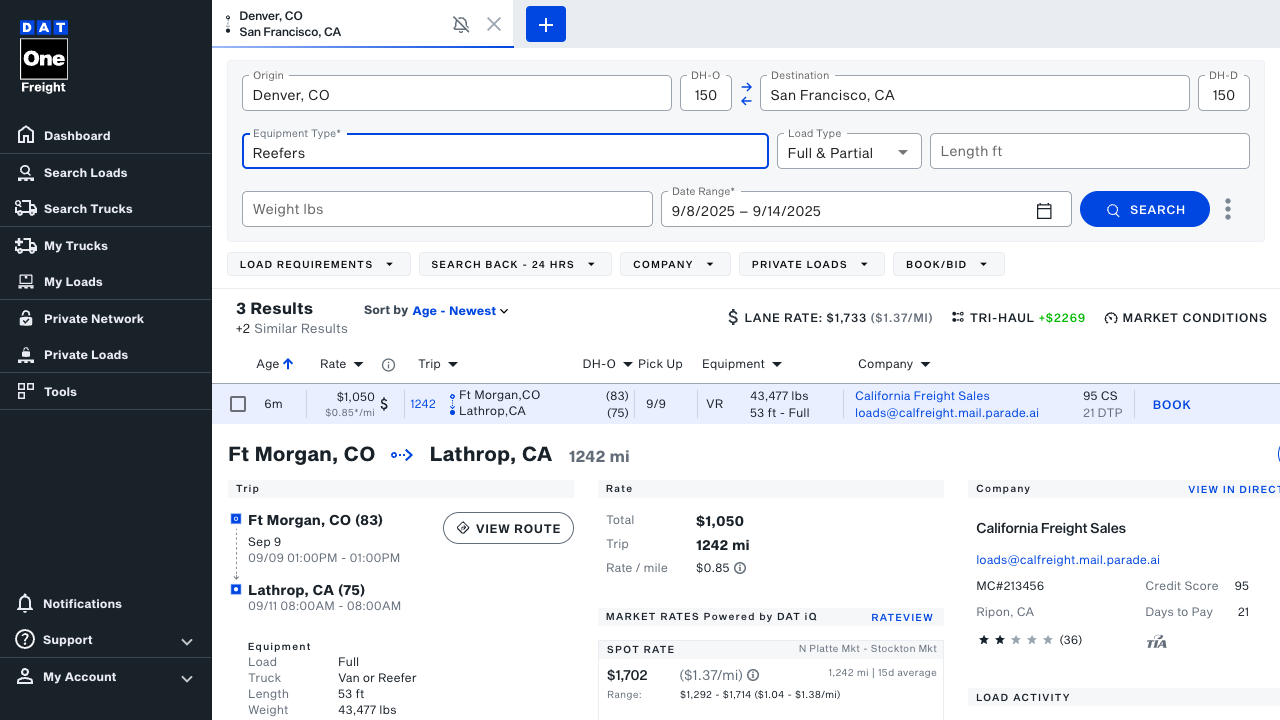 DAT
One
Freight
Dashboard
Search Loads
Search Trucks
My Trucks
My Loads
Private Network
Private Loads
Tools
Notifications
Support
My Account
Denver, CO
San Francisco, CA
Origin
Denver, CO
DH-O
150
Destination
San Francisco, CA
DH-D
150
Equipment Type*
Reefers
Load Type
Full & Partial
Length ft
Weight lbs
Date Range*
9/8/2025 – 9/14/2025
SEARCH
LOAD REQUIREMENTS
SEARCH BACK - 24 HRS
COMPANY
PRIVATE LOADS
BOOK/BID
3 Results
+2 Similar Results
Sort by Age - Newest
$ LANE RATE: $1,733 ($1.37/MI)
TRI-HAUL +$2269
MARKET CONDITIONS
Age Rate Trip DH-O Pick Up Equipment Company
6m
$1,050
$0.85*/mi
$
1242
Ft Morgan,CO
Lathrop,CA
(83)
(75)
9/9
VR
43,477 lbs
53 ft - Full
California Freight Sales
loads@calfreight.mail.parade.ai
95 CS
21 DTP
BOOK
Ft Morgan, CO Lathrop, CA 1242 mi
Trip
Ft Morgan, CO (83)
Sep 9
09/09 01:00PM - 01:00PM
VIEW ROUTE
Lathrop, CA (75)
09/11 08:00AM - 08:00AM
Equipment
Load Full
Truck Van or Reefer
Length 53 ft
Weight 43,477 lbs
Rate
Total $1,050
Trip 1242 mi
Rate / mile $0.85
MARKET RATES Powered by DAT iQ
RATEVIEW
SPOT RATE
N Platte Mkt - Stockton Mkt
$1,702 ($1.37/mi)
1,242 mi | 15d average
Range: $1,292 - $1,714 ($1.04 - $1.38/mi)
Company
VIEW IN DIRECT
California Freight Sales
loads@calfreight.mail.parade.ai
MC#213456
Credit Score 95
Ripon, CA
Days to Pay 21
(36)
TIA
LOAD ACTIVITY